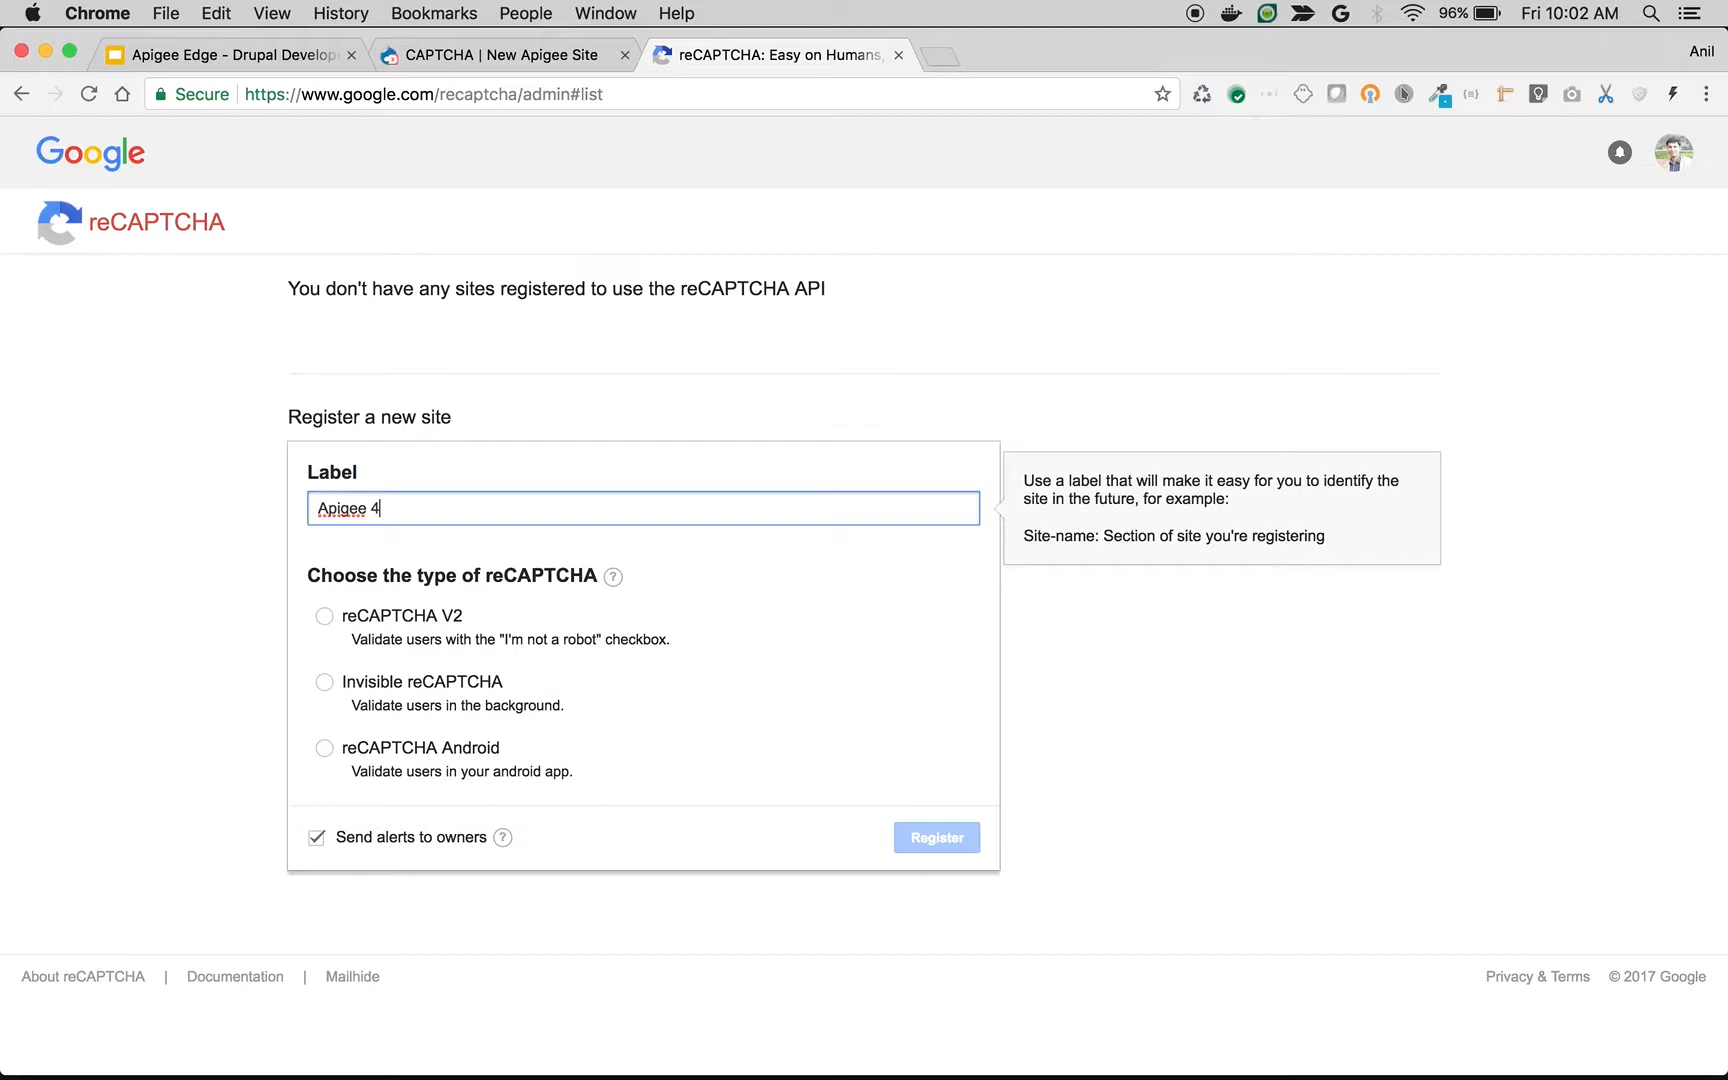 Chrome File Edit View History Bookmarks People Window Help 96% Fri 10:02 AM
Apigee Edge - Drupal Develop CAPTCHA | New Apigee Site reCAPTCHA: Easy on Humans, Anil
Secure https://www.google.com/recaptcha/admin#list
Google
reCAPTCHA
You don't have any sites registered to use the reCAPTCHA API
Register a new site
Label
Apigee 4
Use a label that will make it easy for you to identify the
site in the future, for example:
Site-name: Section of site you're registering
Choose the type of reCAPTCHA ?
reCAPTCHA V2
Validate users with the "I'm not a robot" checkbox.
Invisible reCAPTCHA
Validate users in the background.
reCAPTCHA Android
Validate users in your android app.
Send alerts to owners ? Register
About reCAPTCHA | Documentation | Mailhide Privacy & Terms © 2017 Google